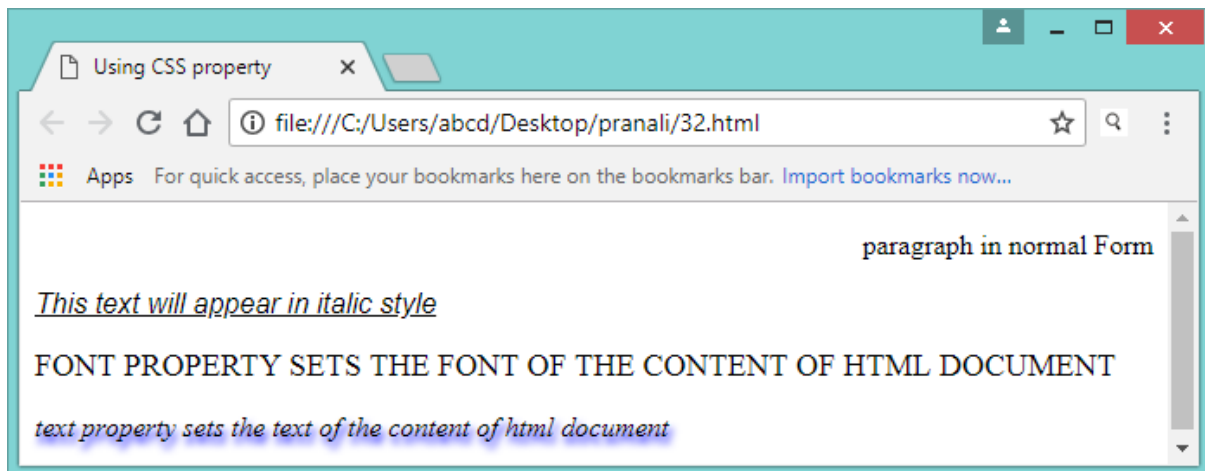 Using CSS property
file:///C:/Users/abcd/Desktop/pranali/32.html
Apps For quick access, place your bookmarks here on the bookmarks bar. Import bookmarks now...
paragraph in normal Form
This text will appear in italic style
FONT PROPERTY SETS THE FONT OF THE CONTENT OF HTML DOCUMENT
text property sets the text of the content of html document